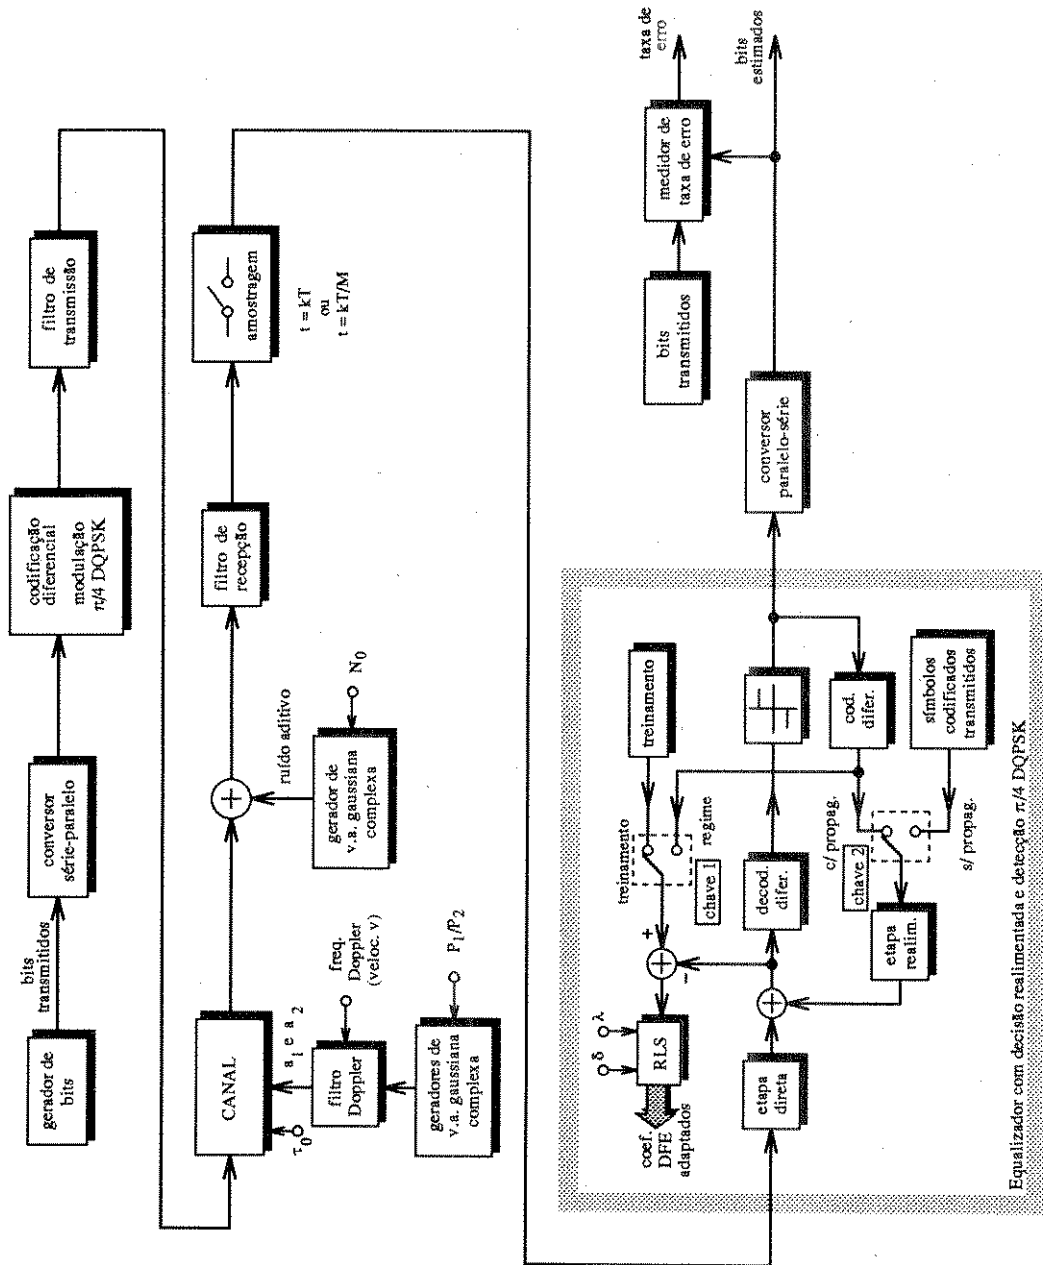 gerador de
bits
bits
transmitidos
conversor
série-paralelo
codificação
diferencial
modulação
π/4 DQPSK
filtro de
transmissão
CANAL
τ0
a1 e a2
filtro
Doppler
freq.
Doppler
(veloc. v)
geradores de
v.a. gaussiana
complexa
P1/P2
+
ruído aditivo
gerador de
v.a. gaussiana
complexa
N0
filtro de
recepção
amostragem
t = kT
ou
t = kT/M
etapa
direta
+
+
−
+
RLS
δ
λ
coef.
DFE
adaptados
treinamento
treinamento
regime
chave 1
decod.
difer.
cod.
difer.
c/ propag.
chave 2
s/ propag.
etapa
realim.
símbolos
codificados
transmitidos
Equalizador com decisão realimentada e detecção π/4 DQPSK
conversor
paralelo-série
bits
transmitidos
medidor de
taxa de erro
taxa de
erro
bits
estimados